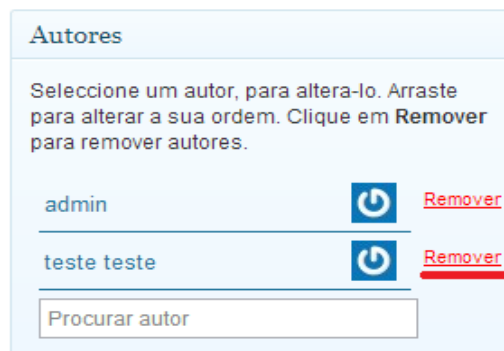 Autores
Seleccione um autor, para altera-lo. Arraste
para alterar a sua ordem. Clique em Remover
para remover autores.
admin Remover
teste teste Remover
Procurar autor